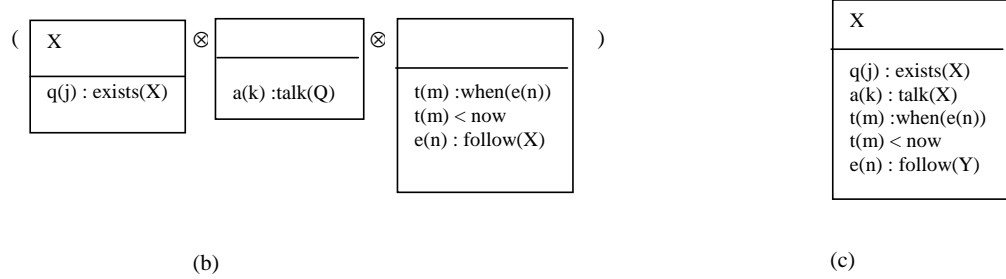 ( X ⊗ ⊗ )
q(j) : exists(X)
a(k) :talk(Q)
t(m) :when(e(n))
t(m) < now
e(n) : follow(X)
(b)
X
q(j) : exists(X)
a(k) : talk(X)
t(m) :when(e(n))
t(m) < now
e(n) : follow(Y)
(c)